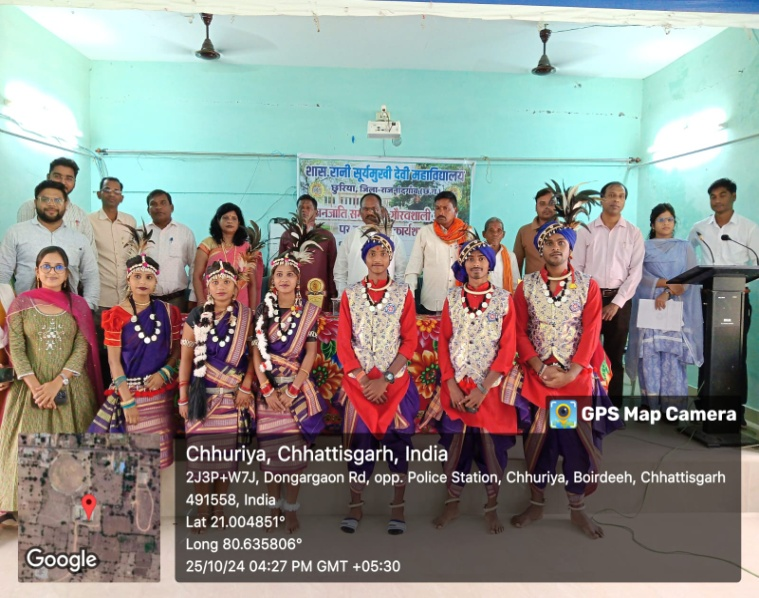 शास. रानी सूर्यमुखी देवी महाविद्यालय
छुरिया, जिला-राजनांदगांव (छ.ग.)
जनजाति गौरवशाली
पर
GPS Map Camera
Chhuriya, Chhattisgarh, India
2J3P+W7J, Dongargaon Rd, opp. Police Station, Chhuriya, Boirdeeh, Chhattisgarh
491558, India
Lat 21.004851°
Long 80.635806°
25/10/24 04:27 PM GMT +05:30
Google